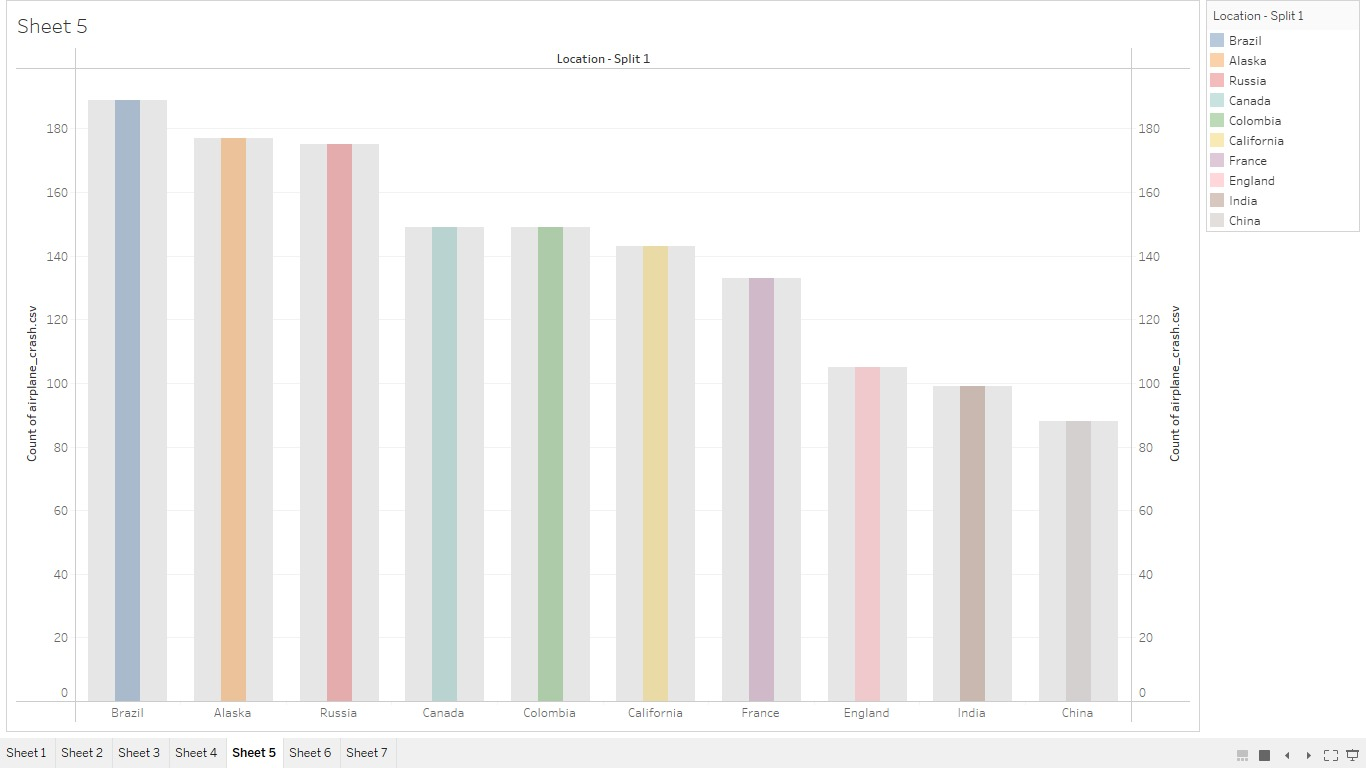 Sheet 5
Location - Split 1
Location - Split 1
Brazil
Alaska
Russia
Canada
Colombia
California
France
England
India
China
Count of airplane_crash.csv
180
160
140
120
100
80
60
40
20
0
180
160
140
120
100
80
60
40
20
0
Count of airplane_crash.csv
Brazil Alaska Russia Canada Colombia California France England India China
Sheet 1 Sheet 2 Sheet 3 Sheet 4 Sheet 5 Sheet 6 Sheet 7